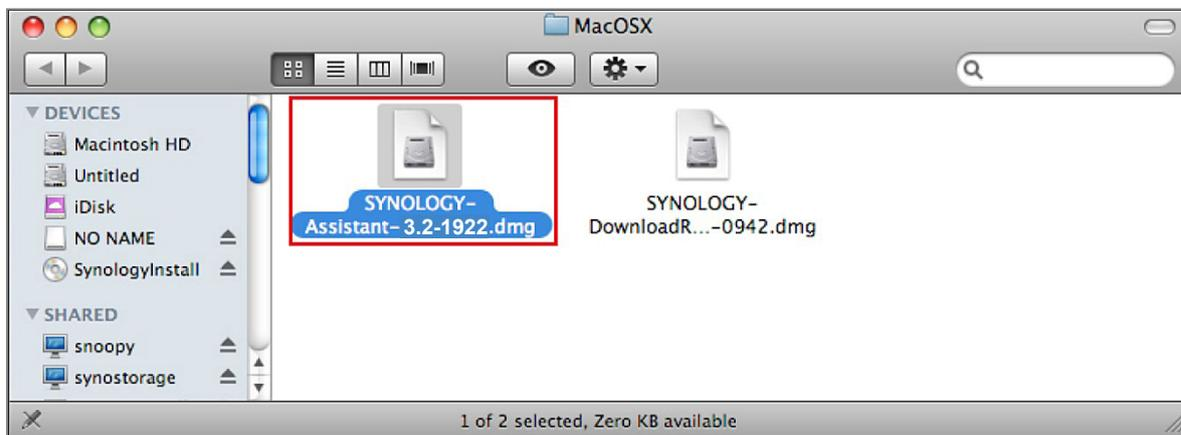 MacOSX
DEVICES
Macintosh HD
Untitled
iDisk
NO NAME
SynologyInstall
SHARED
snoopy
synostorage
SYNOLOGY-
Assistant-3.2-1922.dmg
SYNOLOGY-
DownloadR...-0942.dmg
1 of 2 selected, Zero KB available